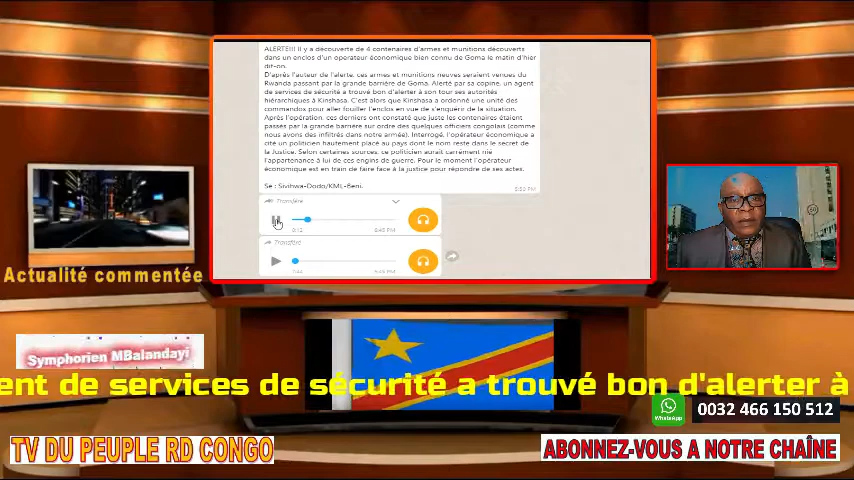 ALERTE!!! Il y a découverte de 4 contenaires d'armes et munitions découverts
dans un enclos d'un operateur économique bien connu de Goma le matin d'hier
dit-on.
D'après l'auteur de l'alerte, ces armes et munitions neuves seraient venues du
Rwanda passant par la grande barrière de Goma. Alerté par sa copine, un agent
de services de sécurité a trouvé bon d'alerter à son tour ses autorités
hiérarchiques à Kinshasa. C'est alors que Kinshasa a ordonné une unité des
commandos pour aller fouiller l'enclos en vue de s'enquérir de la situation.
Après l'opération, ces derniers ont constaté que juste les containers étaient
passés par la grande barrière sur ordre des quelques officiers congolais (comme
nous avons des infiltrés dans notre armée). Interrogé, l'opérateur économique a
cité un politicien hautement placé au pays dont le nom reste dans le secret de
la Justice. Selon certaines sources, ce politicien aurait carrément nié
l'appartenance à lui de ces engins de guerre. Pour le moment l'opérateur
économique est en train de faire face à la justice pour répondre de ses actes.
Sé : Sivihwa-Dodo/KML-Beni.
Transféré
0:12
Transféré
Actualité commentée
Symphorien MBalandayi
ent de services de sécurité a trouvé bon d'alerter à
WhatsApp
0032 466 150 512
TV DU PEUPLE RD CONGO
ABONNEZ-VOUS A NOTRE CHAÎNE